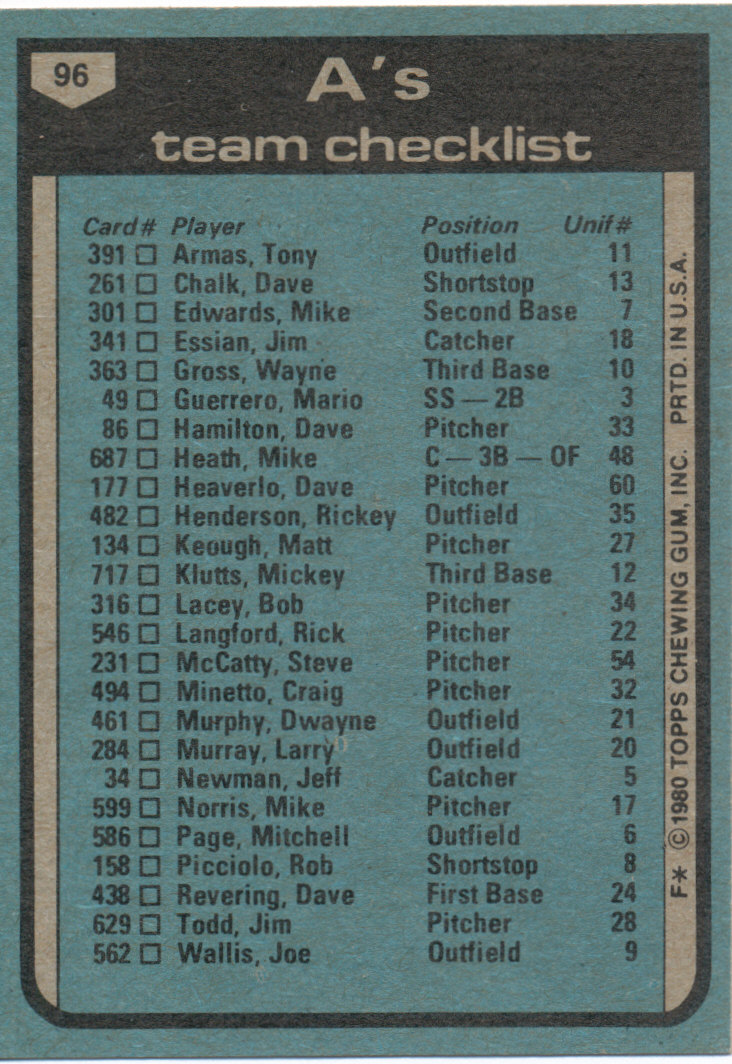 96
A's
team checklist
Card# Player Position Unif#
391 Armas, Tony Outfield 11
261 Chalk, Dave Shortstop 13
301 Edwards, Mike Second Base 7
341 Essian, Jim Catcher 18
363 Gross, Wayne Third Base 10
49 Guerrero, Mario SS — 2B 3
86 Hamilton, Dave Pitcher 33
687 Heath, Mike C — 3B — OF 48
177 Heaverlo, Dave Pitcher 60
482 Henderson, Rickey Outfield 35
134 Keough, Matt Pitcher 27
717 Klutts, Mickey Third Base 12
316 Lacey, Bob Pitcher 34
546 Langford, Rick Pitcher 22
231 McCatty, Steve Pitcher 54
494 Minetto, Craig Pitcher 32
461 Murphy, Dwayne Outfield 21
284 Murray, Larry Outfield 20
34 Newman, Jeff Catcher 5
599 Norris, Mike Pitcher 17
586 Page, Mitchell Outfield 6
158 Picciolo, Rob Shortstop 8
438 Revering, Dave First Base 24
629 Todd, Jim Pitcher 28
562 Wallis, Joe Outfield 9
F* © 1980 TOPPS CHEWING GUM, INC. PRTD. IN U.S.A.